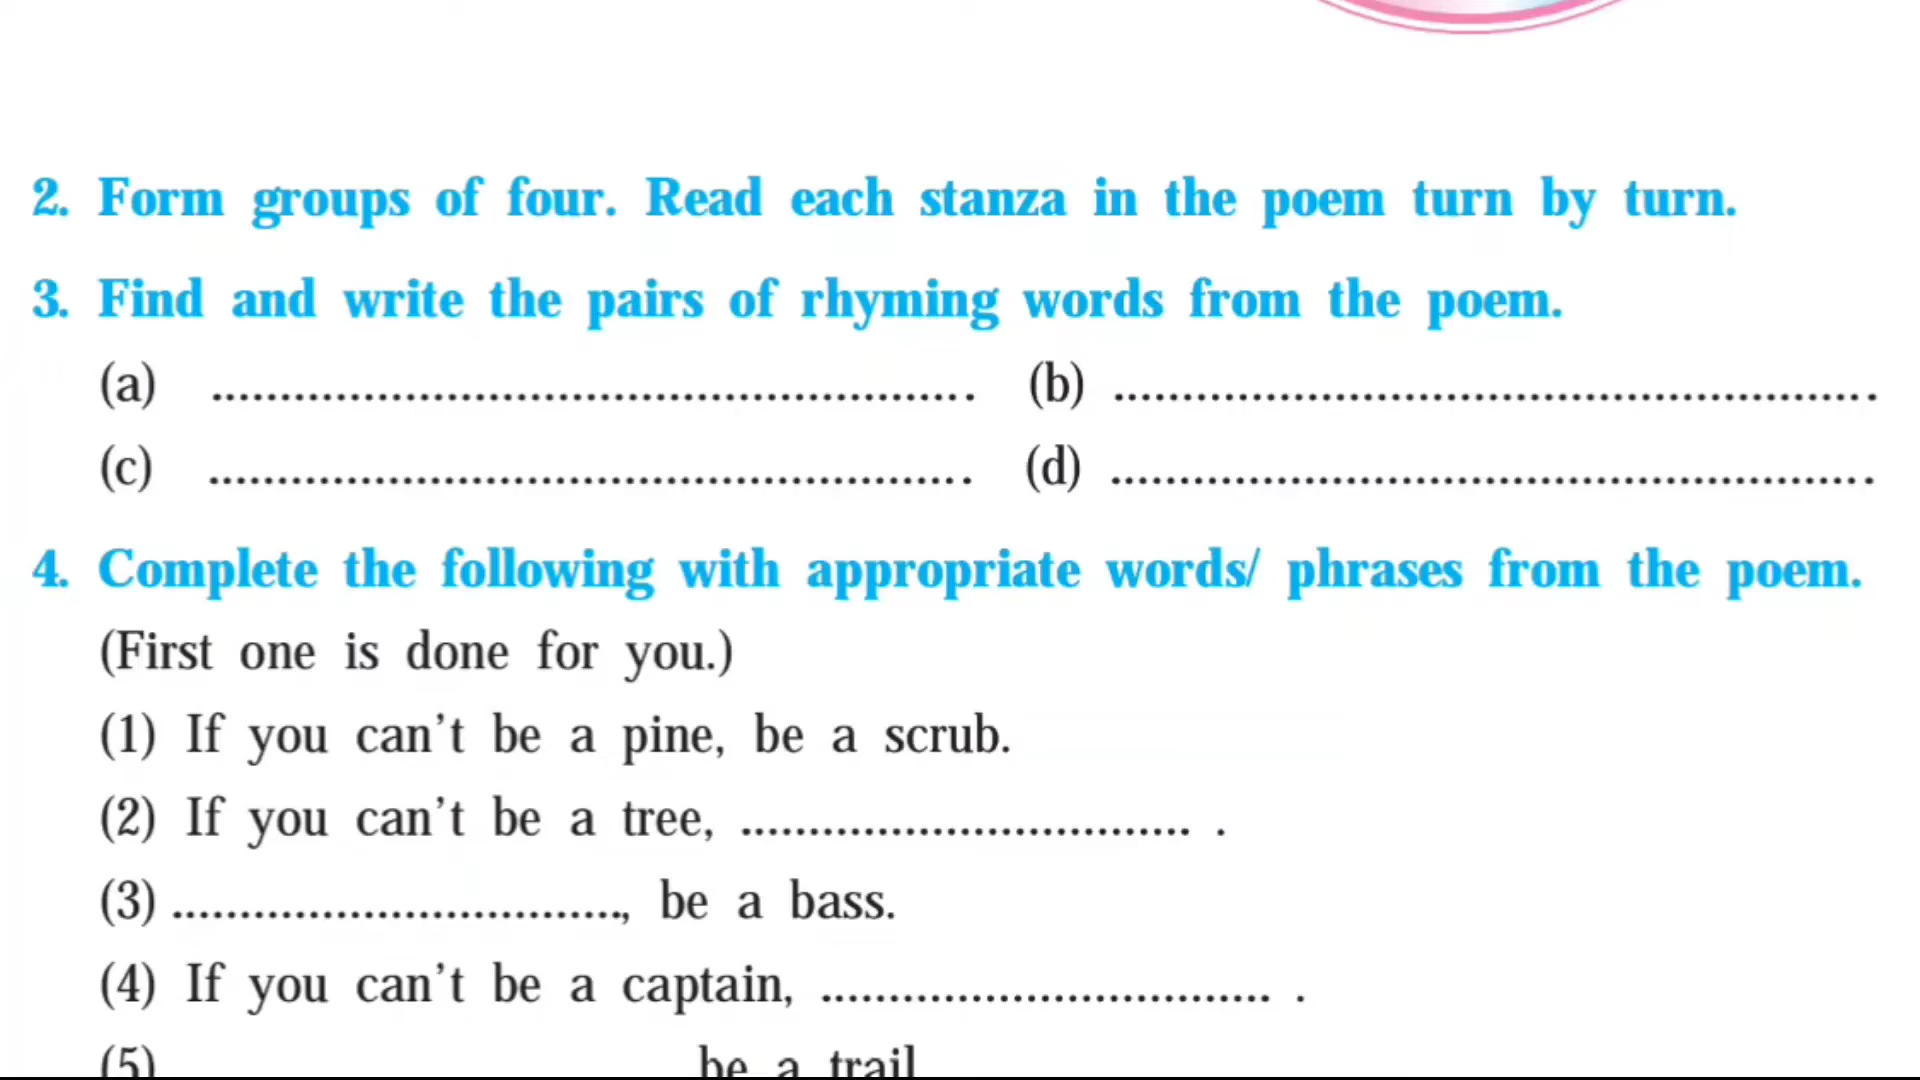 2. Form groups of four. Read each stanza in the poem turn by turn.
3. Find and write the pairs of rhyming words from the poem.
(a) ........................................................ (b) ........................................................
(c) ........................................................ (d) ........................................................
4. Complete the following with appropriate words/ phrases from the poem.
(First one is done for you.)
(1) If you can't be a pine, be a scrub.
(2) If you can't be a tree, ................................. .
(3) ................................., be a bass.
(4) If you can't be a captain, ................................. .
(5) be a trail